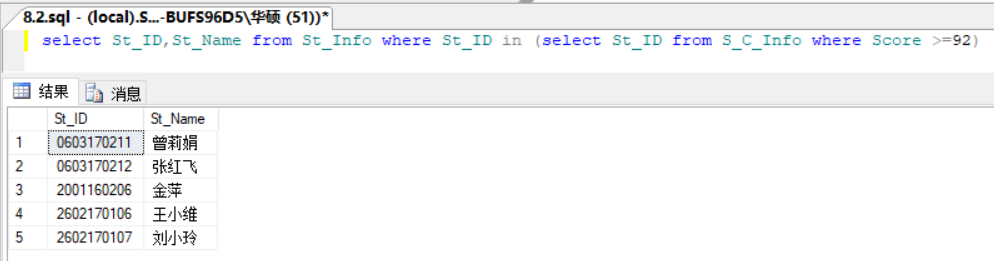 8.2.sql - (local).S...-BUFS96D5\华硕 (51))*
select St_ID,St_Name from St_Info where St_ID in (select St_ID from S_C_Info where Score >=92)
结果 消息
St_ID St_Name
1 0603170211 曾莉娟
2 0603170212 张红飞
3 2001160206 金萍
4 2602170106 王小维
5 2602170107 刘小玲